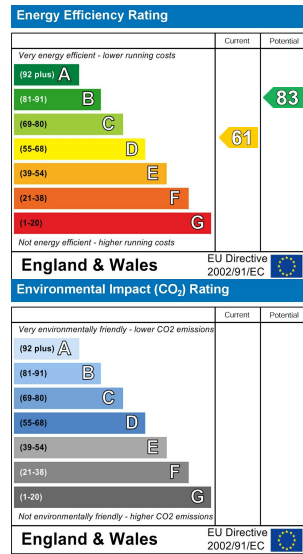 Energy Efficiency Rating
Current Potential
Very energy efficient - lower running costs
(92 plus) A
(81-91) B
83
(69-80) C
61
(55-68) D
(39-54) E
(21-38) F
(1-20) G
Not energy efficient - higher running costs
England & Wales
EU Directive
2002/91/EC
Environmental Impact (CO₂) Rating
Current Potential
Very environmentally friendly - lower CO2 emissions
(92 plus) A
(81-91) B
(69-80) C
(55-68) D
(39-54) E
(21-38) F
(1-20) G
Not environmentally friendly - higher CO2 emissions
England & Wales
EU Directive
2002/91/EC